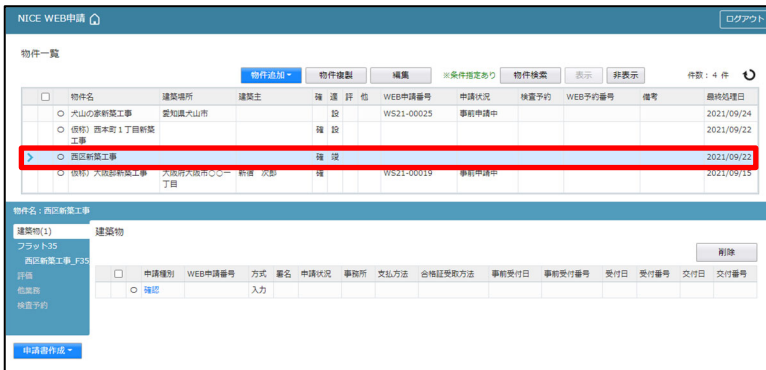 NICE WEB申請
ログアウト
物件一覧
物件追加 物件複製 編集 ※条件指定あり 物件検索 表示 非表示 件数：4 件
物件名 建築場所 建築主 確 適 評 他 WEB申請番号 申請状況 検査予約 WEB予約番号 備考 最終処理日
犬山の家新築工事 愛知県犬山市 設 WS21-00025 事前申請中 2021/09/24
仮称）西本町１丁目新築工事 確 設 2021/09/22
西区新築工事 確 2021/09/22
仮称）大阪邸新築工事 大阪府大阪市〇〇一丁目 新宿 次郎 確 WS21-00019 事前申請中 2021/09/15
物件名：西区新築工事
建築物(1)
フラット35
西区新築工事_F35
評価
他業務
検査予約
建築物
削除
申請種別 WEB申請番号 方式 署名 申請状況 事務所 支払方法 合格証受取方法 事前受付日 事前受付番号 受付日 受付番号 交付日 交付番号
確認 入力
申請書作成